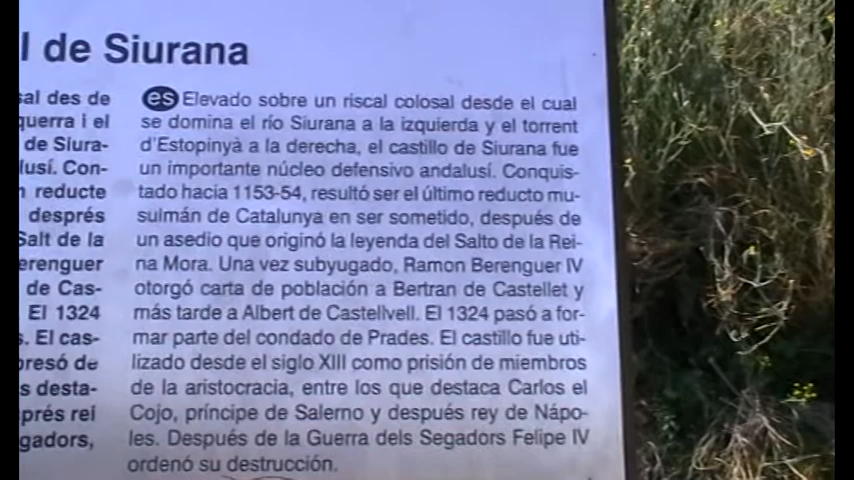 l de Siurana
al des de
querra i el
de Siura-
lusí. Con-
reducte
després
Salt de la
erenguer
de Cas-
El 1324
s. El cas-
presó de
s desta-
prés rei
gadors,
es Elevado sobre un riscal colosal desde el cual
se domina el río Siurana a la izquierda y el torrent
d'Estopinyà a la derecha, el castillo de Siurana fue
un importante núcleo defensivo andalusí. Conquis-
tado hacia 1153-54, resultó ser el último reducto mu-
sulmán de Catalunya en ser sometido, después de
un asedio que originó la leyenda del Salto de la Rei-
na Mora. Una vez subyugado, Ramon Berenguer IV
otorgó carta de población a Bertran de Castellet y
más tarde a Albert de Castellvell. El 1324 pasó a for-
mar parte del condado de Prades. El castillo fue uti-
lizado desde el siglo XIII como prisión de miembros
de la aristocracia, entre los que destaca Carlos el
Cojo, príncipe de Salerno y después rey de Nápo-
les. Después de la Guerra dels Segadors Felipe IV
ordenó su destrucción.